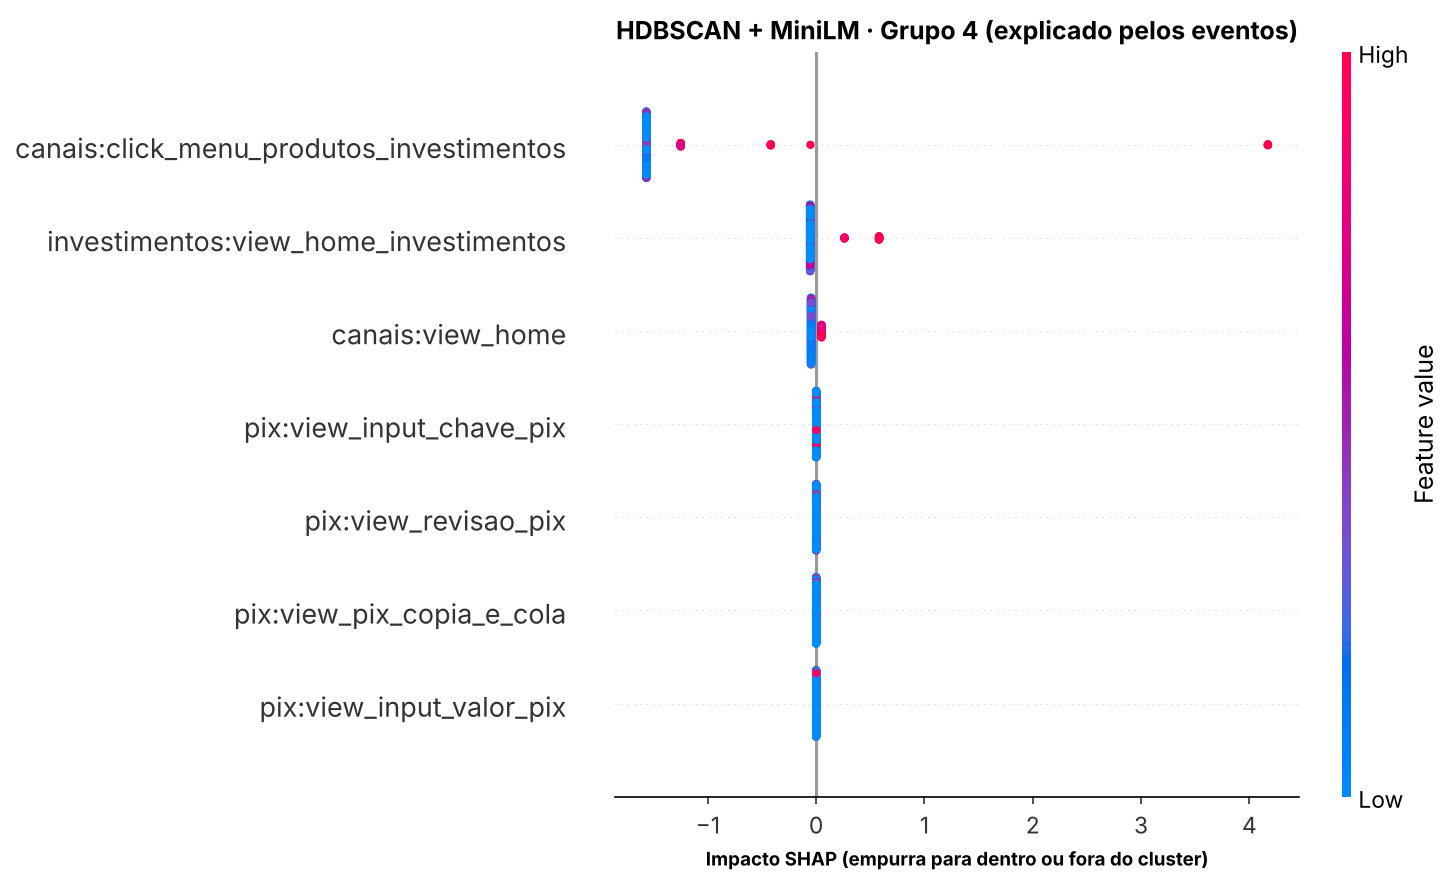 HDBSCAN + MiniLM · Grupo 4 (explicado pelos eventos)
High
canais:click_menu_produtos_investimentos
investimentos:view_home_investimentos
canais:view_home
pix:view_input_chave_pix
pix:view_revisao_pix
pix:view_pix_copia_e_cola
pix:view_input_valor_pix
Feature value
Low
−1 0 1 2 3 4
Impacto SHAP (empurra para dentro ou fora do cluster)